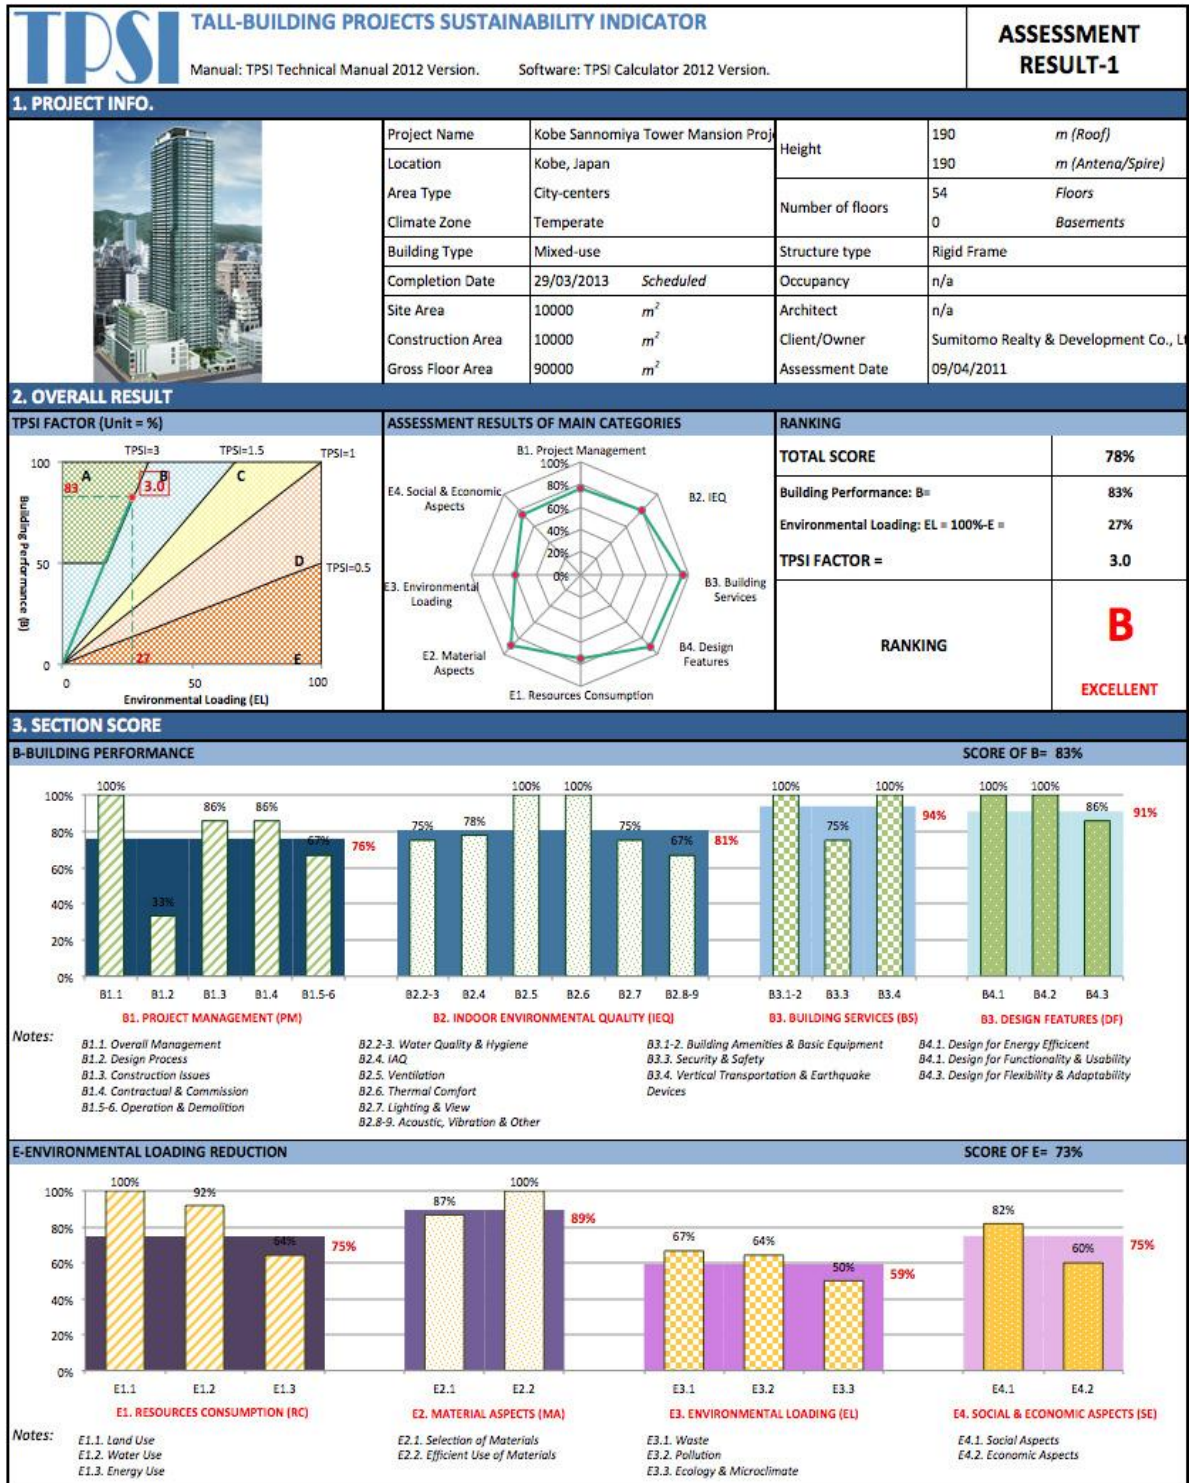 TPSI
TALL-BUILDING PROJECTS SUSTAINABILITY INDICATOR
Manual: TPSI Technical Manual 2012 Version. Software: TPSI Calculator 2012 Version.
ASSESSMENT
RESULT-1
1. PROJECT INFO.
Project Name Kobe Sannomiya Tower Mansion Proj
Location Kobe, Japan
Area Type City-centers
Climate Zone Temperate
Building Type Mixed-use
Completion Date 29/03/2013 Scheduled
Site Area 10000 m²
Construction Area 10000 m²
Gross Floor Area 90000 m²
Height 190 m (Roof)
190 m (Antena/Spire)
Number of floors 54 Floors
0 Basements
Structure type Rigid Frame
Occupancy n/a
Architect n/a
Client/Owner Sumitomo Realty & Development Co., Lt
Assessment Date 09/04/2011
2. OVERALL RESULT
TPSI FACTOR (Unit = %)
TPSI=3 TPSI=1.5 TPSI=1
100 A B C
83 3.0
Building Performance (B)
50 D TPSI=0.5
27 E
0
0 50 100
Environmental Loading (EL)
ASSESSMENT RESULTS OF MAIN CATEGORIES
B1. Project Management
100%
80%
60%
40%
20%
0%
B2. IEQ
B3. Building
Services
B4. Design
Features
E1. Resources Consumption
E2. Material
Aspects
E3. Environmental
Loading
E4. Social & Economic
Aspects
RANKING
TOTAL SCORE 78%
Building Performance: B= 83%
Environmental Loading: EL = 100%-E = 27%
TPSI FACTOR = 3.0
RANKING B
EXCELLENT
3. SECTION SCORE
B-BUILDING PERFORMANCE SCORE OF B= 83%
100%
80%
60%
40%
20%
0%
100% 33% 86% 86% 67% 76%
75% 78% 100% 100% 75% 67% 81%
100% 75% 100% 94%
100% 100% 86% 91%
B1.1 B1.2 B1.3 B1.4 B1.5-6 B2.2-3 B2.4 B2.5 B2.6 B2.7 B2.8-9 B3.1-2 B3.3 B3.4 B4.1 B4.2 B4.3
B1. PROJECT MANAGEMENT (PM) B2. INDOOR ENVIRONMENTAL QUALITY (IEQ) B3. BUILDING SERVICES (BS) B3. DESIGN FEATURES (DF)
Notes:
B1.1. Overall Management
B1.2. Design Process
B1.3. Construction Issues
B1.4. Contractual & Commission
B1.5-6. Operation & Demolition
B2.2-3. Water Quality & Hygiene
B2.4. IAQ
B2.5. Ventilation
B2.6. Thermal Comfort
B2.7. Lighting & View
B2.8-9. Acoustic, Vibration & Other
B3.1-2. Building Amenities & Basic Equipment
B3.3. Security & Safety
B3.4. Vertical Transportation & Earthquake
Devices
B4.1. Design for Energy Efficicent
B4.1. Design for Functionality & Usability
B4.3. Design for Flexibility & Adaptability
E-ENVIRONMENTAL LOADING REDUCTION SCORE OF E= 73%
100%
80%
60%
40%
20%
0%
100% 92% 64% 75%
87% 100% 89%
67% 64% 50% 59%
82% 60% 75%
E1.1 E1.2 E1.3 E2.1 E2.2 E3.1 E3.2 E3.3 E4.1 E4.2
E1. RESOURCES CONSUMPTION (RC) E2. MATERIAL ASPECTS (MA) E3. ENVIRONMENTAL LOADING (EL) E4. SOCIAL & ECONOMIC ASPECTS (SE)
Notes:
E1.1. Land Use
E1.2. Water Use
E1.3. Energy Use
E2.1. Selection of Materials
E2.2. Efficient Use of Materials
E3.1. Waste
E3.2. Pollution
E3.3. Ecology & Microclimate
E4.1. Social Aspects
E4.2. Economic Aspects